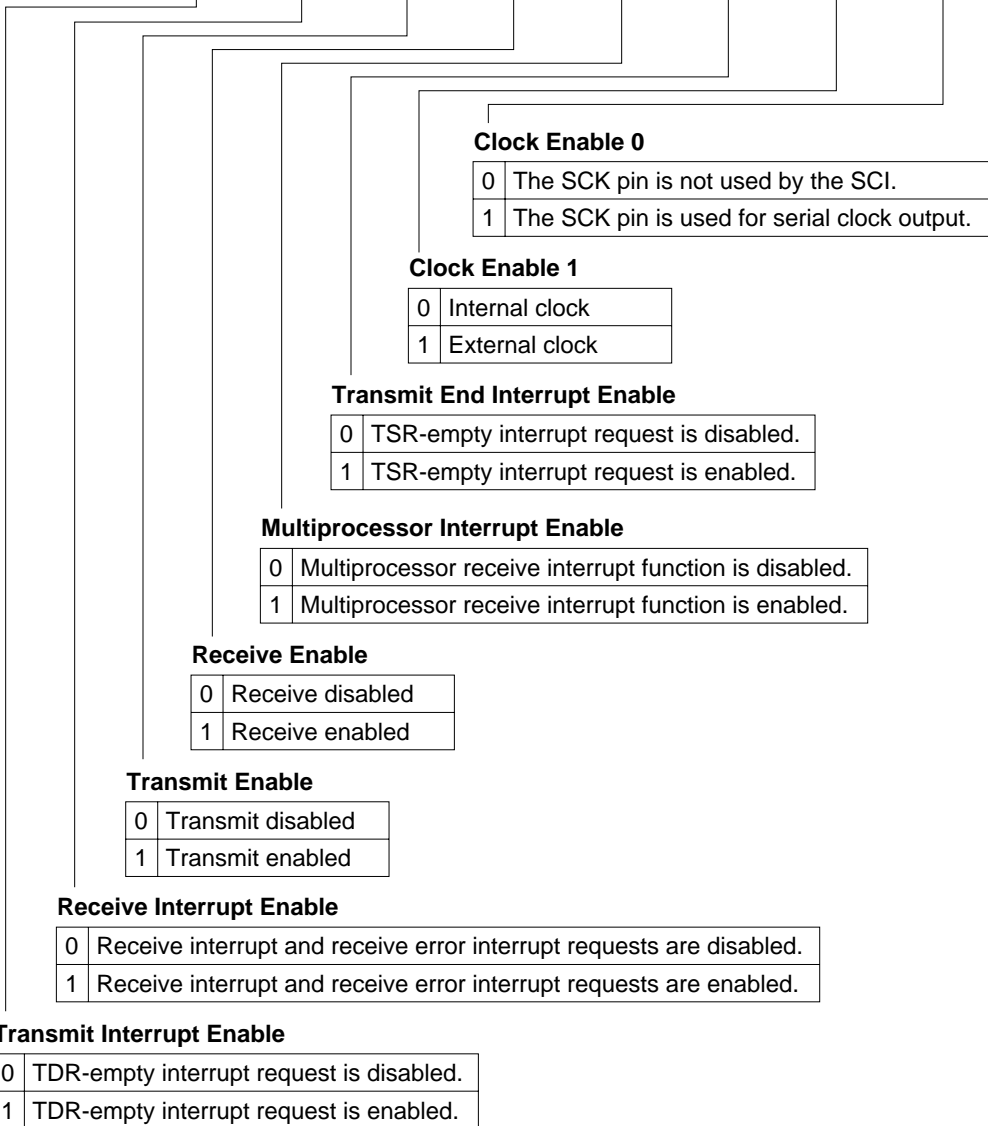 Clock Enable 0
0 The SCK pin is not used by the SCI.
1 The SCK pin is used for serial clock output.
Clock Enable 1
0 Internal clock
1 External clock
Transmit End Interrupt Enable
0 TSR-empty interrupt request is disabled.
1 TSR-empty interrupt request is enabled.
Multiprocessor Interrupt Enable
0 Multiprocessor receive interrupt function is disabled.
1 Multiprocessor receive interrupt function is enabled.
Receive Enable
0 Receive disabled
1 Receive enabled
Transmit Enable
0 Transmit disabled
1 Transmit enabled
Receive Interrupt Enable
0 Receive interrupt and receive error interrupt requests are disabled.
1 Receive interrupt and receive error interrupt requests are enabled.
Transmit Interrupt Enable
0 TDR-empty interrupt request is disabled.
1 TDR-empty interrupt request is enabled.